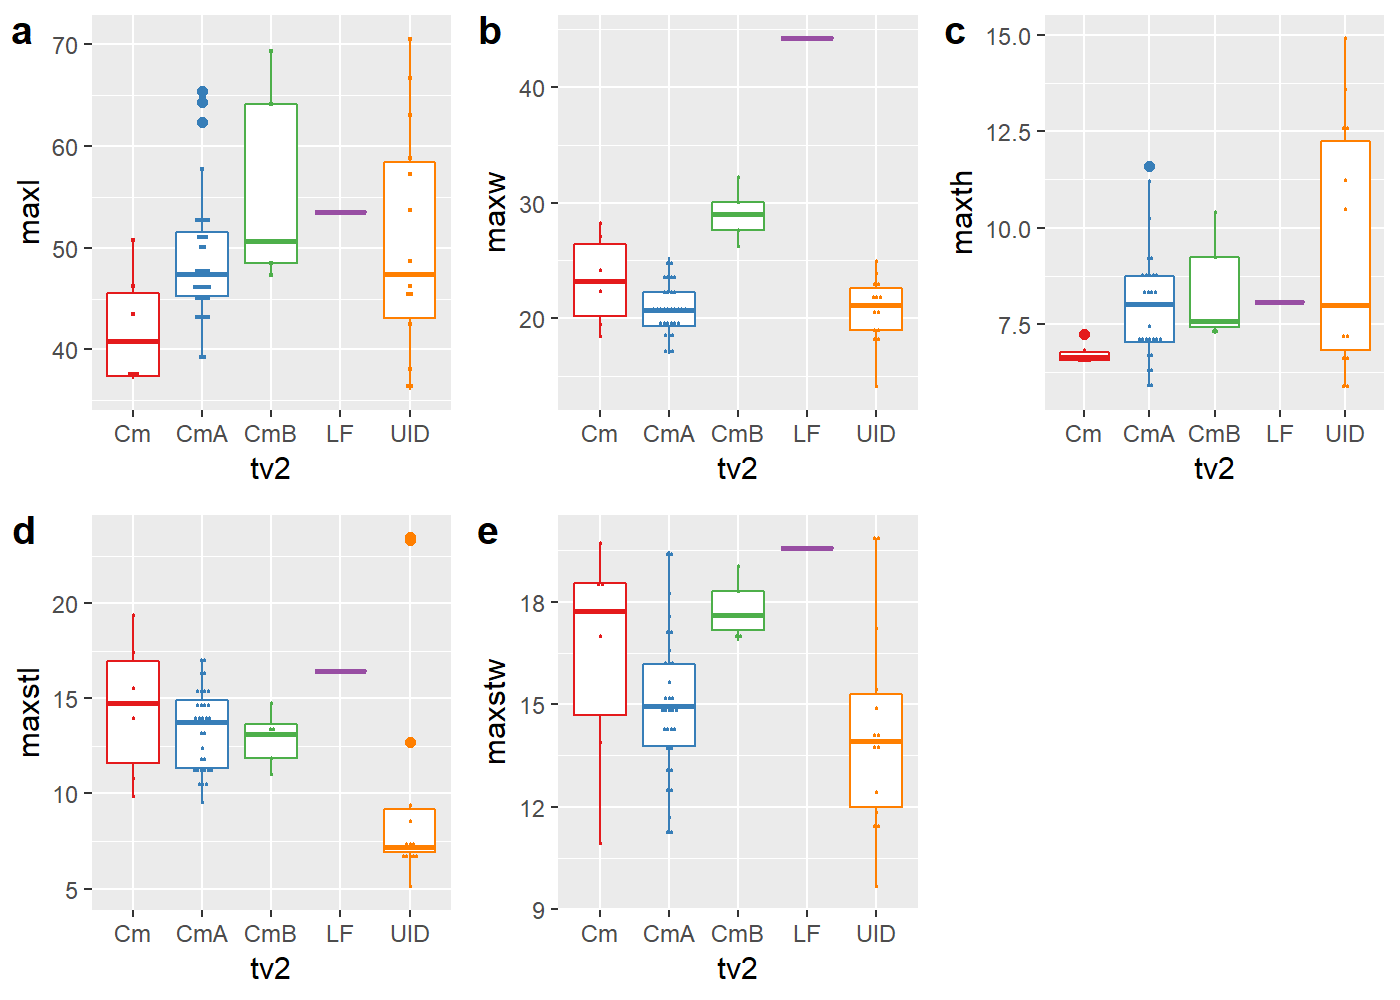 a
maxl
70
60
50
40
Cm CmA CmB LF UID
tv2
b
maxw
40
30
20
Cm CmA CmB LF UID
tv2
c
maxth
15.0
12.5
10.0
7.5
Cm CmA CmB LF UID
tv2
d
maxstl
20
15
10
5
Cm CmA CmB LF UID
tv2
e
maxstw
18
15
12
9
Cm CmA CmB LF UID
tv2